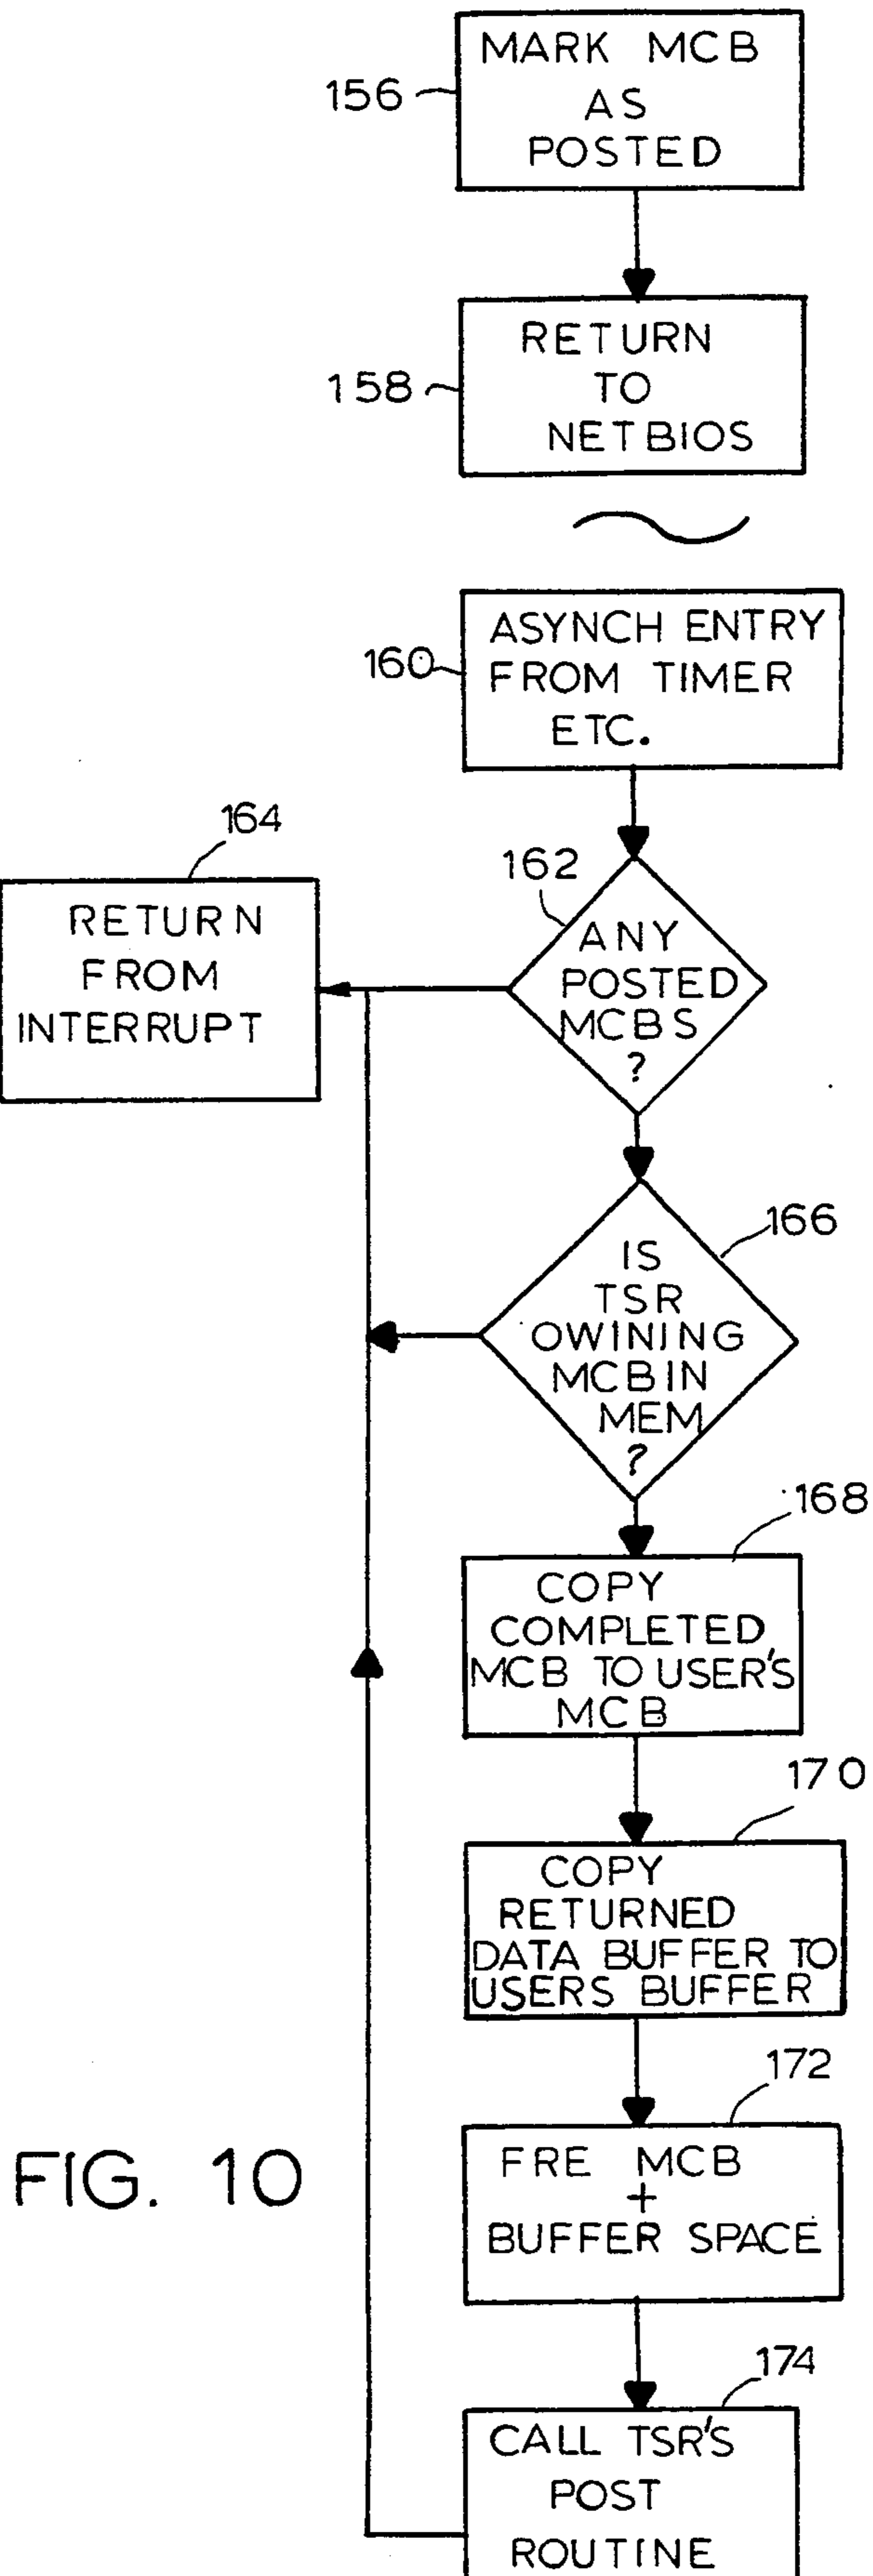 MARK MCB
AS
POSTED
156
RETURN
TO
NETBIOS
158
ASYNCH ENTRY
FROM TIMER
ETC.
160
164
RETURN
FROM
INTERRUPT
162
ANY
POSTED
MCBS
?
166
IS
TSR
OWINING
MCB IN
MEM
?
168
COPY
COMPLETED
MCB TO USER'S
MCB
170
COPY
RETURNED
DATA BUFFER TO
USERS BUFFER
172
FRE MCB
+
BUFFER SPACE
FIG. 10
174
CALL TSR'S
POST
ROUTINE